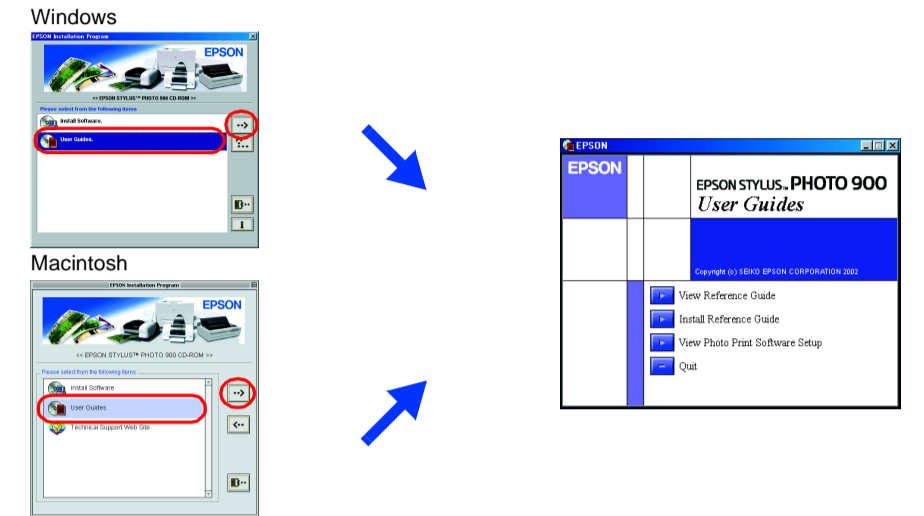 Windows
EPSON Installation Program
EPSON
<< EPSON STYLUS™ PHOTO 900 CD-ROM >>
Please select from the following items
Install Software.
User Guides.
Macintosh
EPSON Installation Program
EPSON
<< EPSON STYLUS™ PHOTO 900 CD-ROM >>
Please select from the following items
Install Software.
User Guides.
Technical Support Web Site.
EPSON
EPSON
EPSON STYLUS™ PHOTO 900
User Guides
Copyright (c) SEIKO EPSON CORPORATION 2002
View Reference Guide
Install Reference Guide
View Photo Print Software Setup
Quit